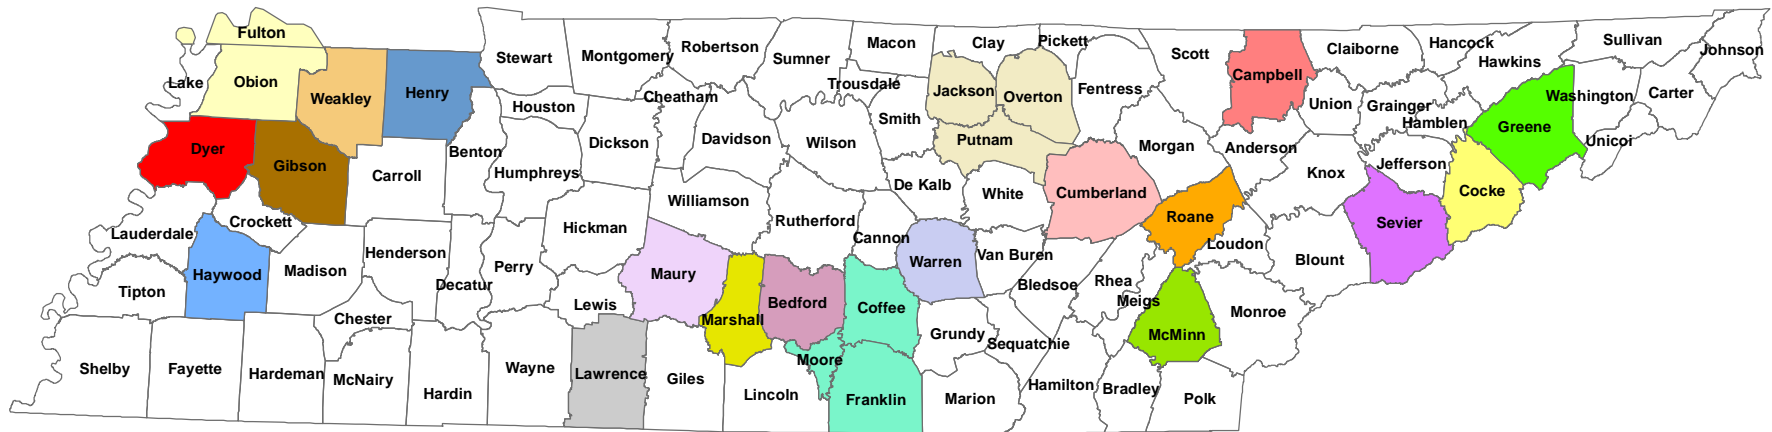 Fulton
Lake
Obion
Weakley
Henry
Stewart
Montgomery
Robertson
Sumner
Macon
Clay
Pickett
Scott
Campbell
Claiborne
Hancock
Hawkins
Sullivan
Johnson
Trousdale
Jackson
Overton
Fentress
Union
Grainger
Hamblen
Greene
Washington
Carter
Unicoi
Houston
Cheatham
Dyer
Gibson
Carroll
Benton
Humphreys
Dickson
Davidson
Wilson
Smith
Putnam
Morgan
Anderson
Knox
Jefferson
Cocke
Sevier
De Kalb
White
Cumberland
Roane
Loudon
Blount
Lauderdale
Crockett
Haywood
Madison
Henderson
Decatur
Perry
Hickman
Williamson
Rutherford
Cannon
Warren
Van Buren
Bledsoe
Rhea
Meigs
McMinn
Monroe
Tipton
Chester
Lewis
Maury
Marshall
Bedford
Coffee
Grundy
Sequatchie
Shelby
Fayette
Hardeman
McNairy
Hardin
Wayne
Lawrence
Giles
Lincoln
Moore
Franklin
Marion
Hamilton
Bradley
Polk